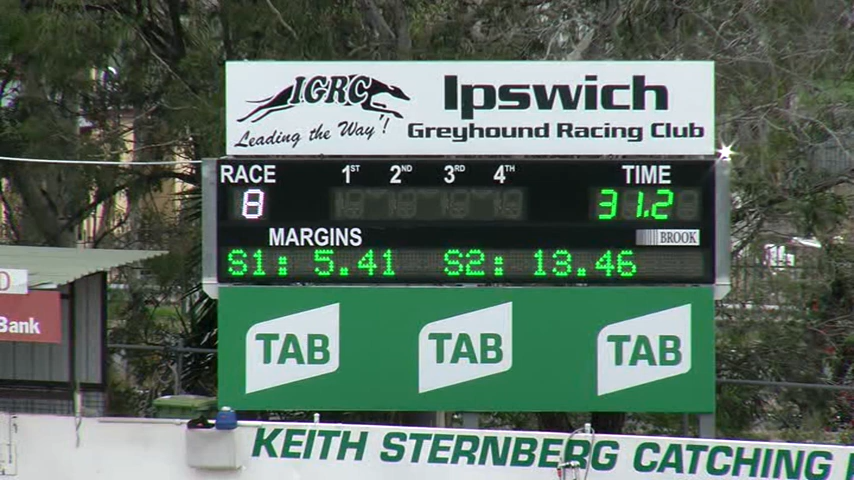 IGRC
Leading the Way!
Ipswich
Greyhound Racing Club
RACE 1ST 2ND 3RD 4TH TIME
8 31.2
MARGINS BROOK
S1: 5.41 S2: 13.46
TAB TAB TAB
Bank
KEITH STERNBERG CATCHING